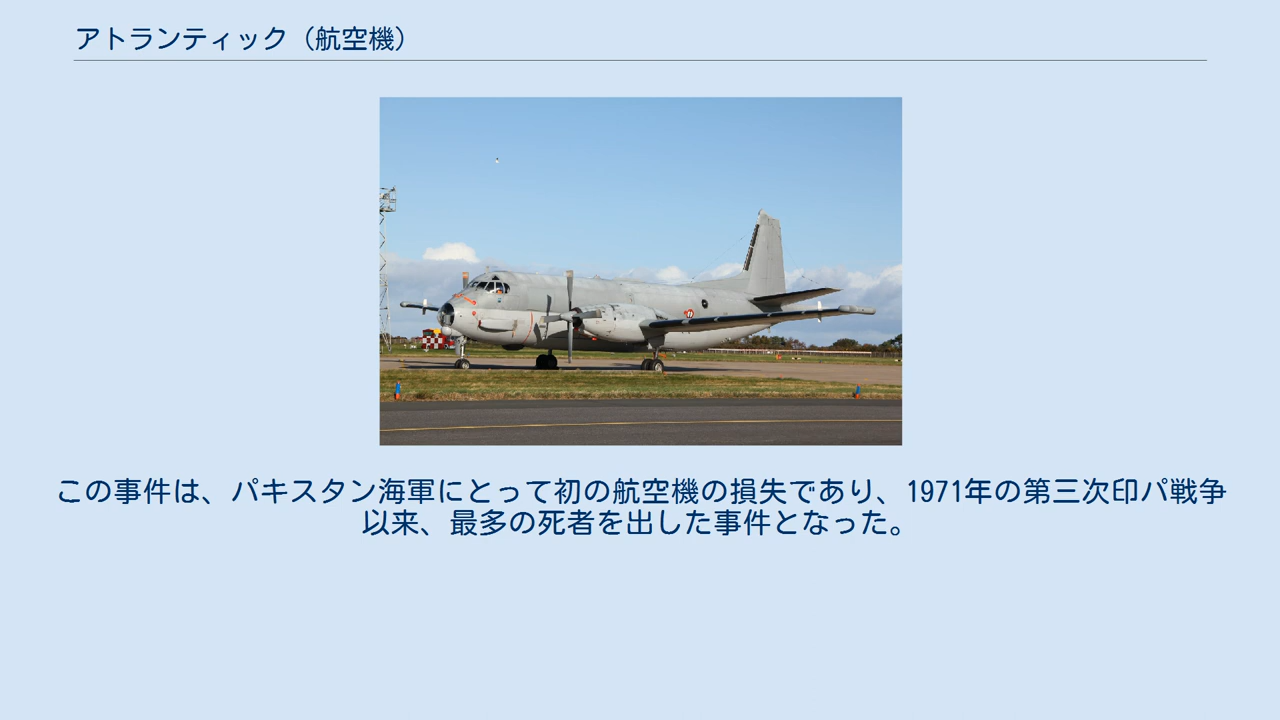 アトランティック（航空機）
この事件は、パキスタン海軍にとって初の航空機の損失であり、1971年の第三次印パ戦争
以来、最多の死者を出した事件となった。